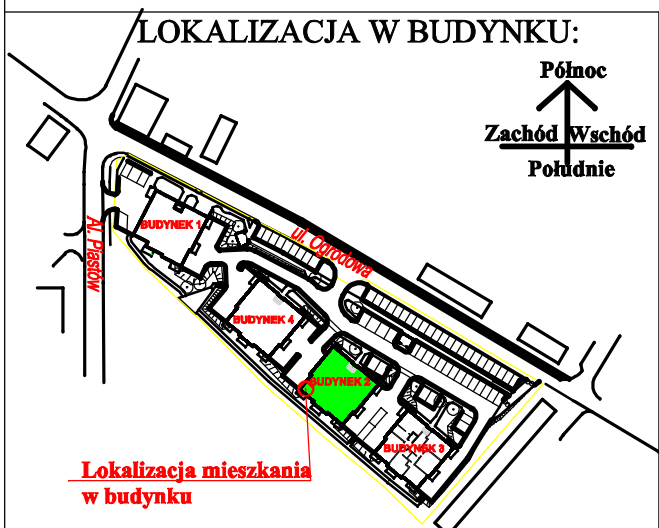 LOKALIZACJA W BUDYNKU:
Północ
Zachód Wschód
Południe
BUDYNEK 1
Al. Piastów
ul. Ogrodowa
BUDYNEK 4
BUDYNEK 2
BUDYNEK 3
Lokalizacja mieszkania
w budynku